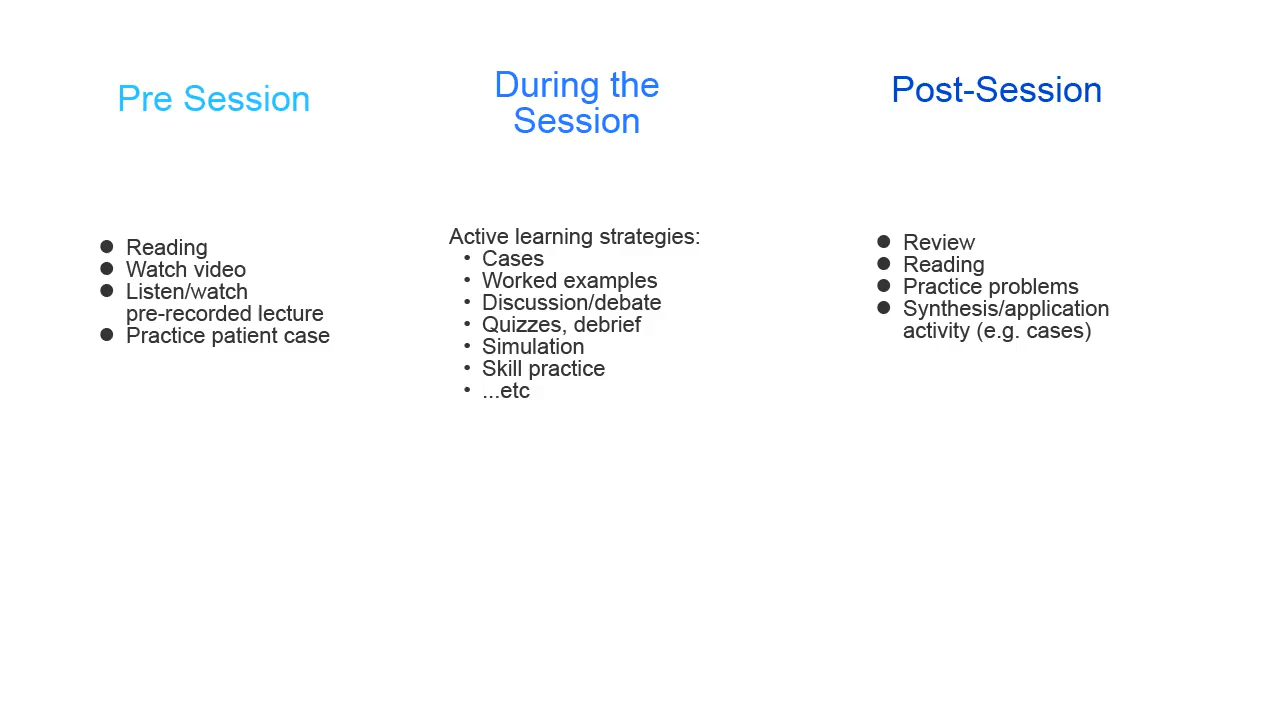 Pre Session
● Reading
● Watch video
● Listen/watch
pre-recorded lecture
● Practice patient case
During the
Session
Active learning strategies:
• Cases
• Worked examples
• Discussion/debate
• Quizzes, debrief
• Simulation
• Skill practice
• ...etc
Post-Session
● Review
● Reading
● Practice problems
● Synthesis/application
activity (e.g. cases)